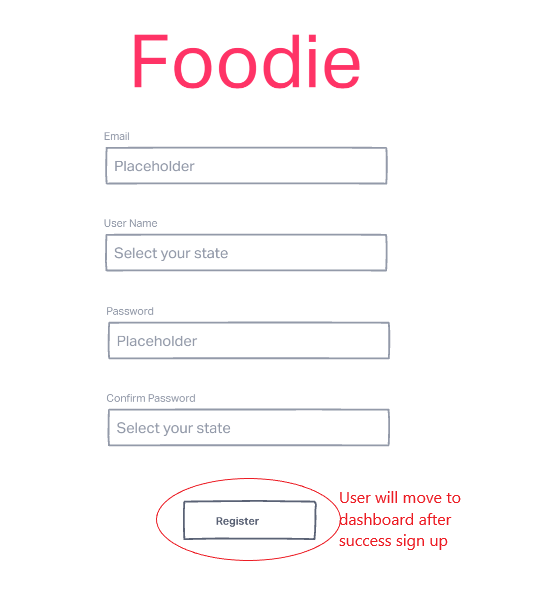 Foodie
Email
Placeholder
User Name
Select your state
Password
Placeholder
Confirm Password
Select your state
Register
User will move to
dashboard after
success sign up